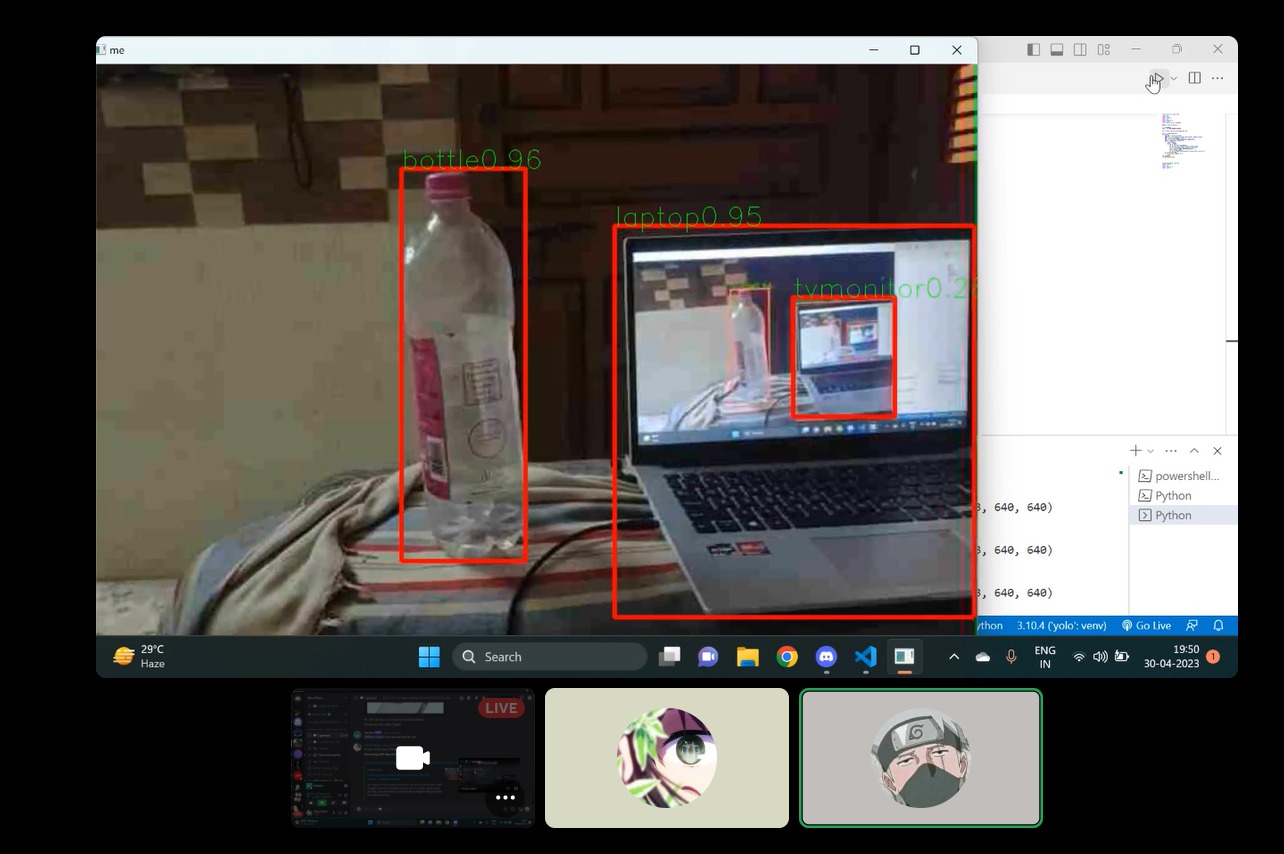 me
bottle0.96
laptop0.95
tvmonitor0.2
powershell...
Python
Python
, 640, 640)
, 640, 640)
, 640, 640)
ython
3.10.4 ('yolo': venv)
Go Live
29°C
Haze
Search
ENG
IN
19:50
30-04-2023
1
LIVE